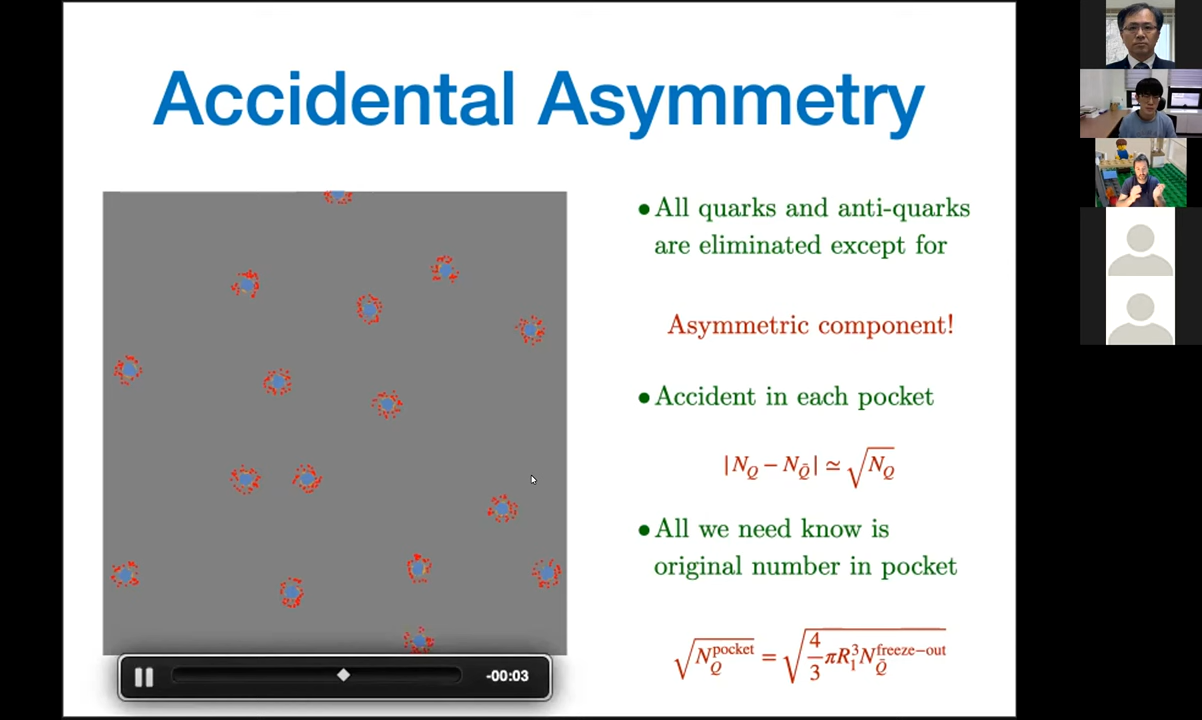 Accidental Asymmetry
•All quarks and anti-quarks
are eliminated except for
Asymmetric component!
•Accident in each pocket
|N_Q − N_Q̄| ≃ √N_Q
•All we need know is
original number in pocket
√N_Q^pocket = √(4/3 πR_1^3 N_Q̄^freeze−out)
-00:03